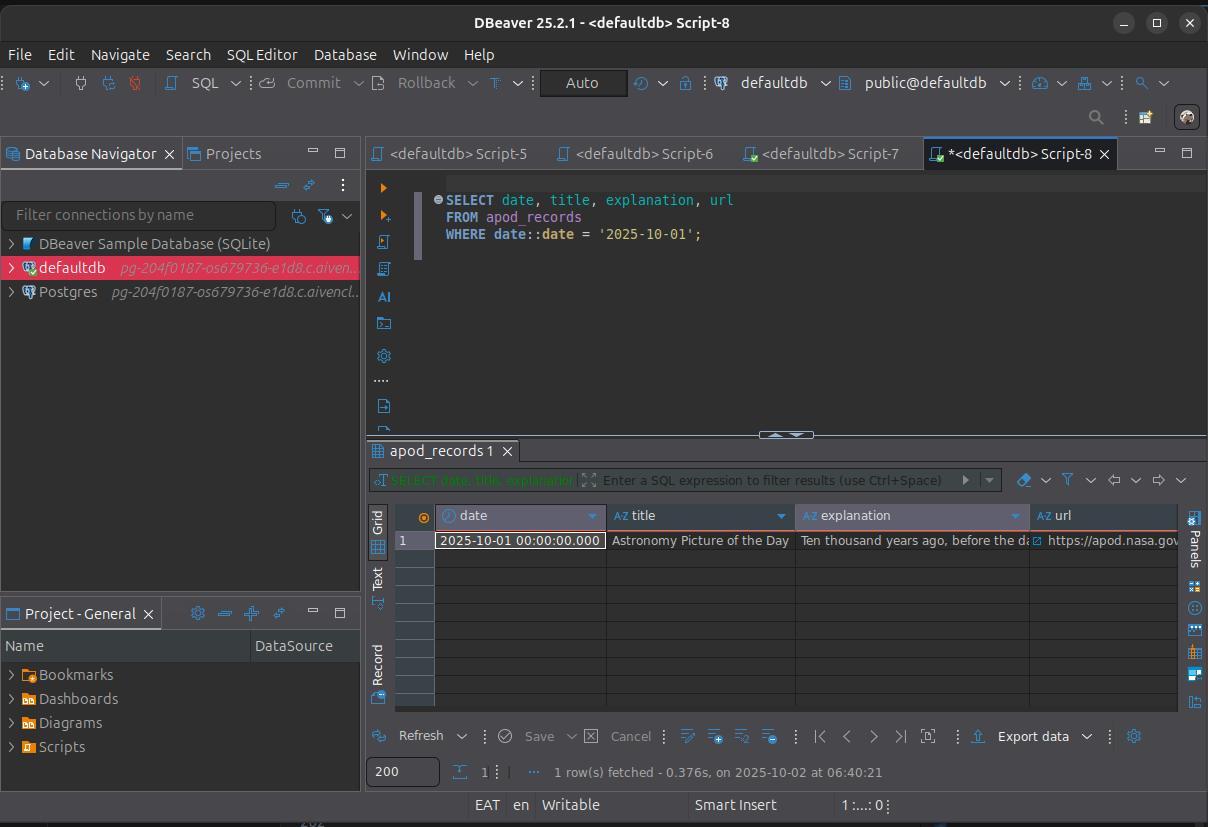 DBeaver 25.2.1 - <defaultdb> Script-8
File Edit Navigate Search SQL Editor Database Window Help
SQL Commit Rollback T Auto defaultdb public@defaultdb
Database Navigator Projects
<defaultdb> Script-5 <defaultdb> Script-6 <defaultdb> Script-7 *<defaultdb> Script-8
Filter connections by name
DBeaver Sample Database (SQLite)
defaultdb pg-204f0187-os679736-e1d8.c.aiven...
Postgres pg-204f0187-os679736-e1d8.c.aivencl...
SELECT date, title, explanation, url
FROM apod_records
WHERE date::date = '2025-10-01';
AI
apod_records 1
SELECT date, title, explanation Enter a SQL expression to filter results (use Ctrl+Space)
Grid
Text
Record
date A-Z title A-Z explanation A-Z url
1 2025-10-01 00:00:00.000 Astronomy Picture of the Day Ten thousand years ago, before the da https://apod.nasa.gov
Panels
Project - General
Name DataSource
Bookmarks
Dashboards
Diagrams
Scripts
Refresh Save Cancel Export data
200 1 ... 1 row(s) fetched - 0.376s, on 2025-10-02 at 06:40:21
EAT en Writable Smart Insert 1 :...: 0